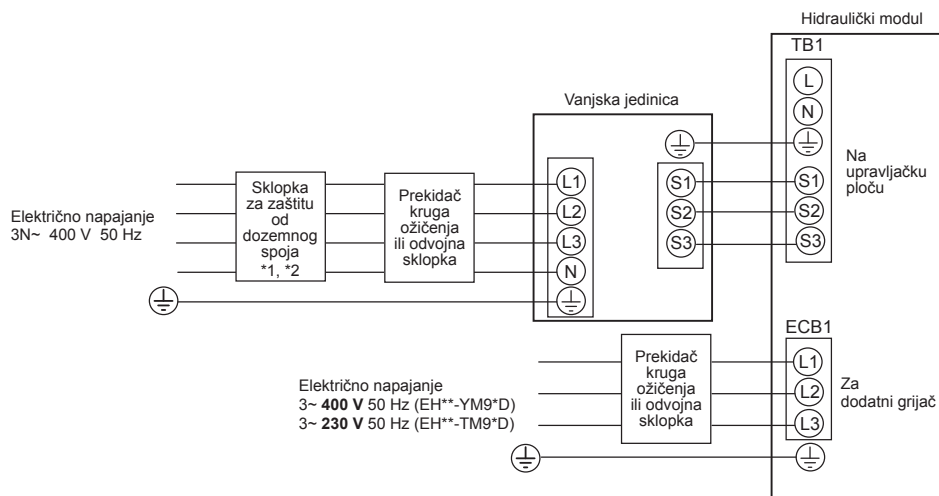 Hidraulički modul
TB1
L
N
Vanjska jedinica
Na
upravljačku
ploču
S1
S2
S3
S1
S2
S3
L1
L2
L3
N
Električno napajanje
3N~ 400 V 50 Hz
Sklopka
za zaštitu
od
dozemnog
spoja
*1, *2
Prekidač
kruga
ožičenja
ili odvojna
sklopka
ECB1
L1
L2
L3
Za
dodatni grijač
Prekidač
kruga
ožičenja
ili odvojna
sklopka
Električno napajanje
3~ 400 V 50 Hz (EH**-YM9*D)
3~ 230 V 50 Hz (EH**-TM9*D)